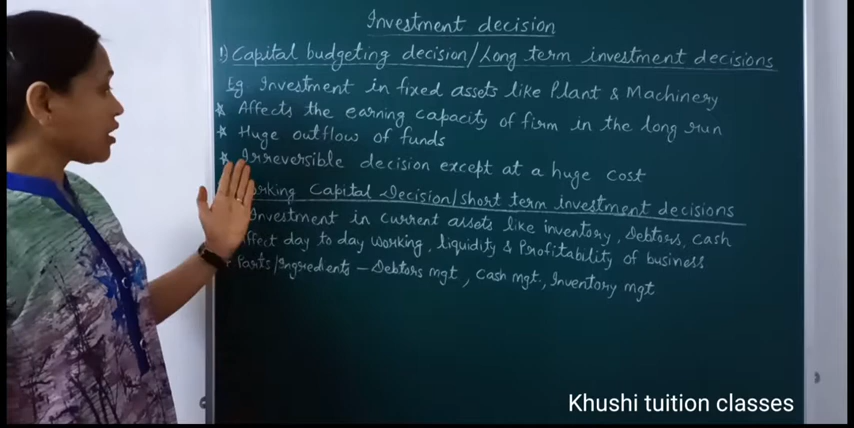 Investment decision
1) Capital budgeting decision/Long term investment decisions
Eg Investment in fixed assets like Plant & Machinery
* Affects the earning capacity of firm in the long run
* Huge outflow of funds
* Irreversible decision except at a huge cost
Capital Decision/short term investment decisions
Investment in current assets like inventory, Debtors, Cash
day to day working, liquidity & Profitability of business
Parts/Ingredients – Debtors mgt, Cash mgt., Inventory mgt
Khushi tuition classes